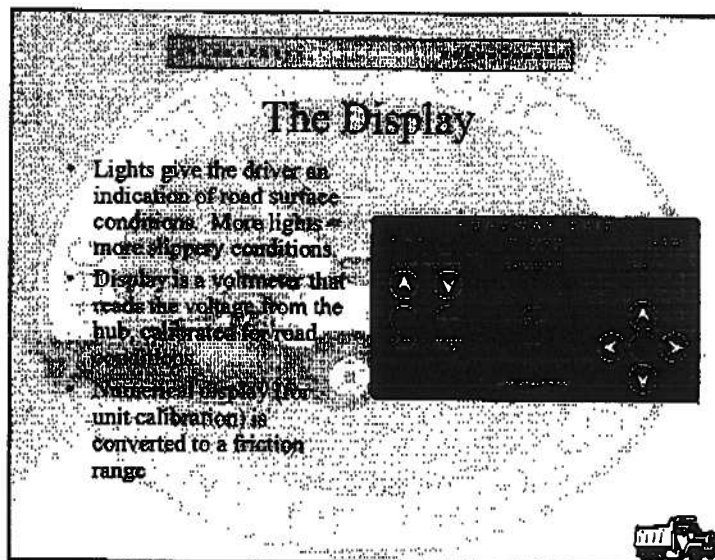 The Display
• Lights give the driver an
indication of road surface
conditions. More lights =
more slippery conditions.
• Display is a voltmeter that
reads the voltage from the
hub, calibrated for road
conditions
• Numerical display (for
unit calibration) is
converted to a friction
range